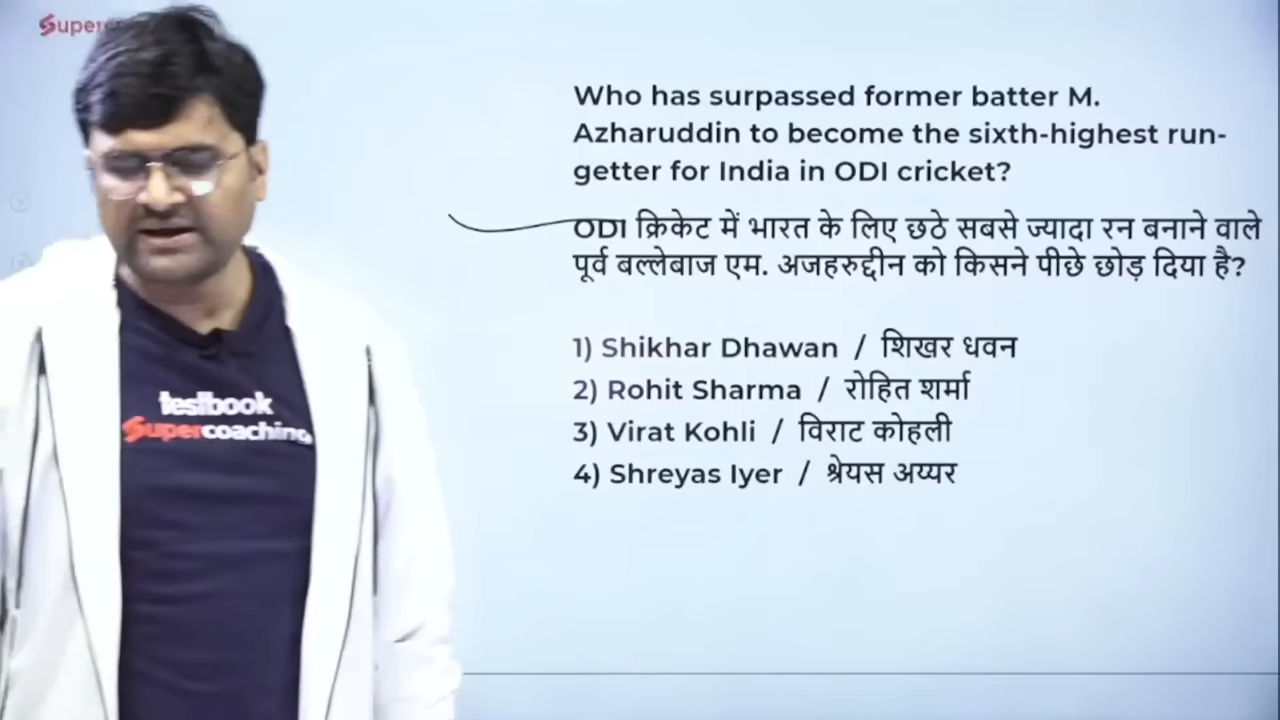 Who has surpassed former batter M.
Azharuddin to become the sixth-highest run-
getter for India in ODI cricket?
ODI क्रिकेट में भारत के लिए छठे सबसे ज्यादा रन बनाने वाले
पूर्व बल्लेबाज एम. अजहरुद्दीन को किसने पीछे छोड़ दिया है?
1) Shikhar Dhawan / शिखर धवन
2) Rohit Sharma / रोहित शर्मा
3) Virat Kohli / विराट कोहली
4) Shreyas Iyer / श्रेयस अय्यर
testbook
Supercoaching